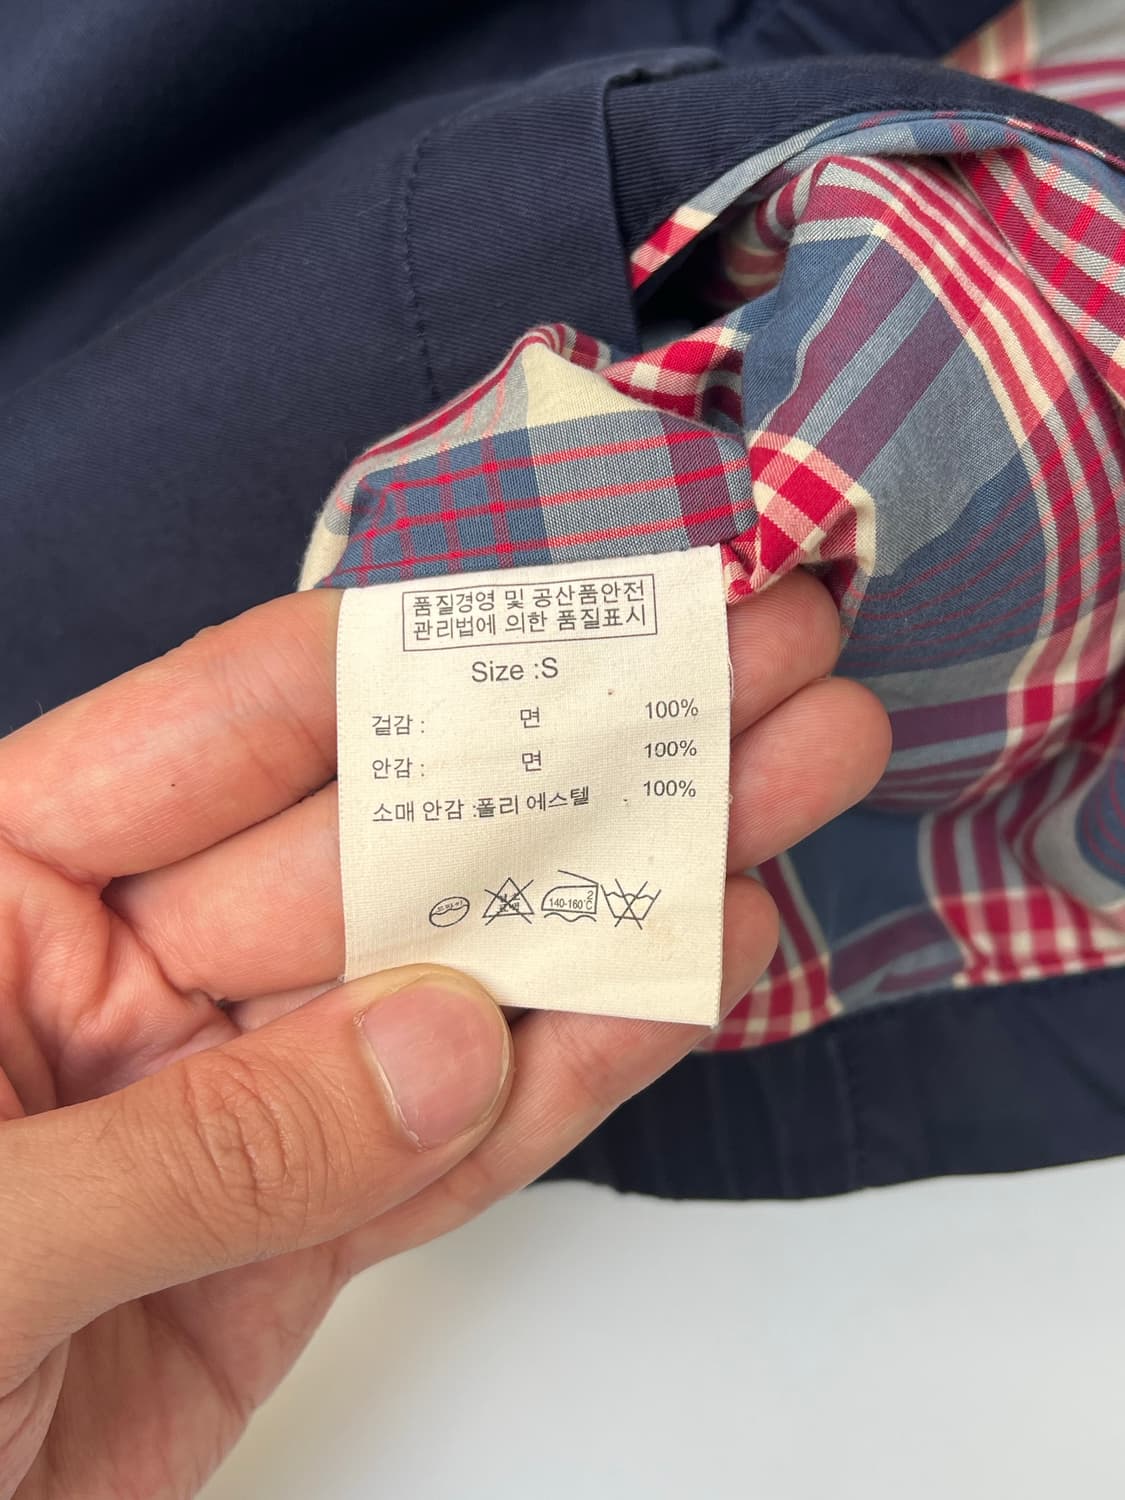 품질경영 및 공산품안전
관리법에 의한 품질표시
Size :S
겉감 : 면 100%
안감 : 면 100%
소매 안감 :폴리 에스텔 100%
140-160℃ 2